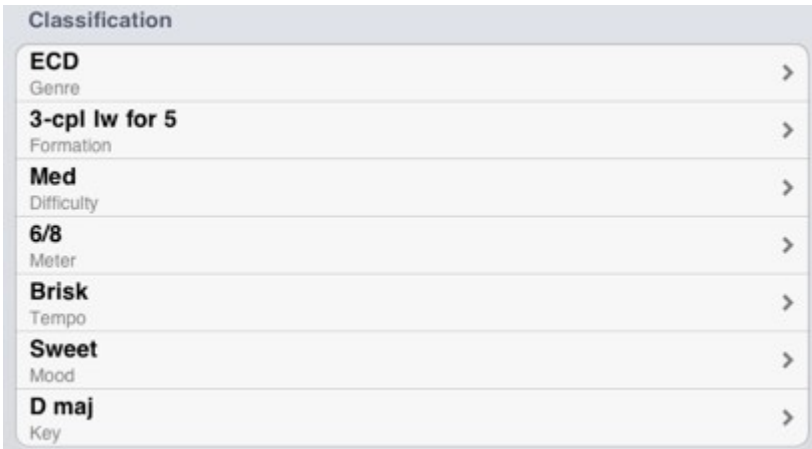 Classification
ECD
Genre
3-cpl lw for 5
Formation
Med
Difficulty
6/8
Meter
Brisk
Tempo
Sweet
Mood
D maj
Key